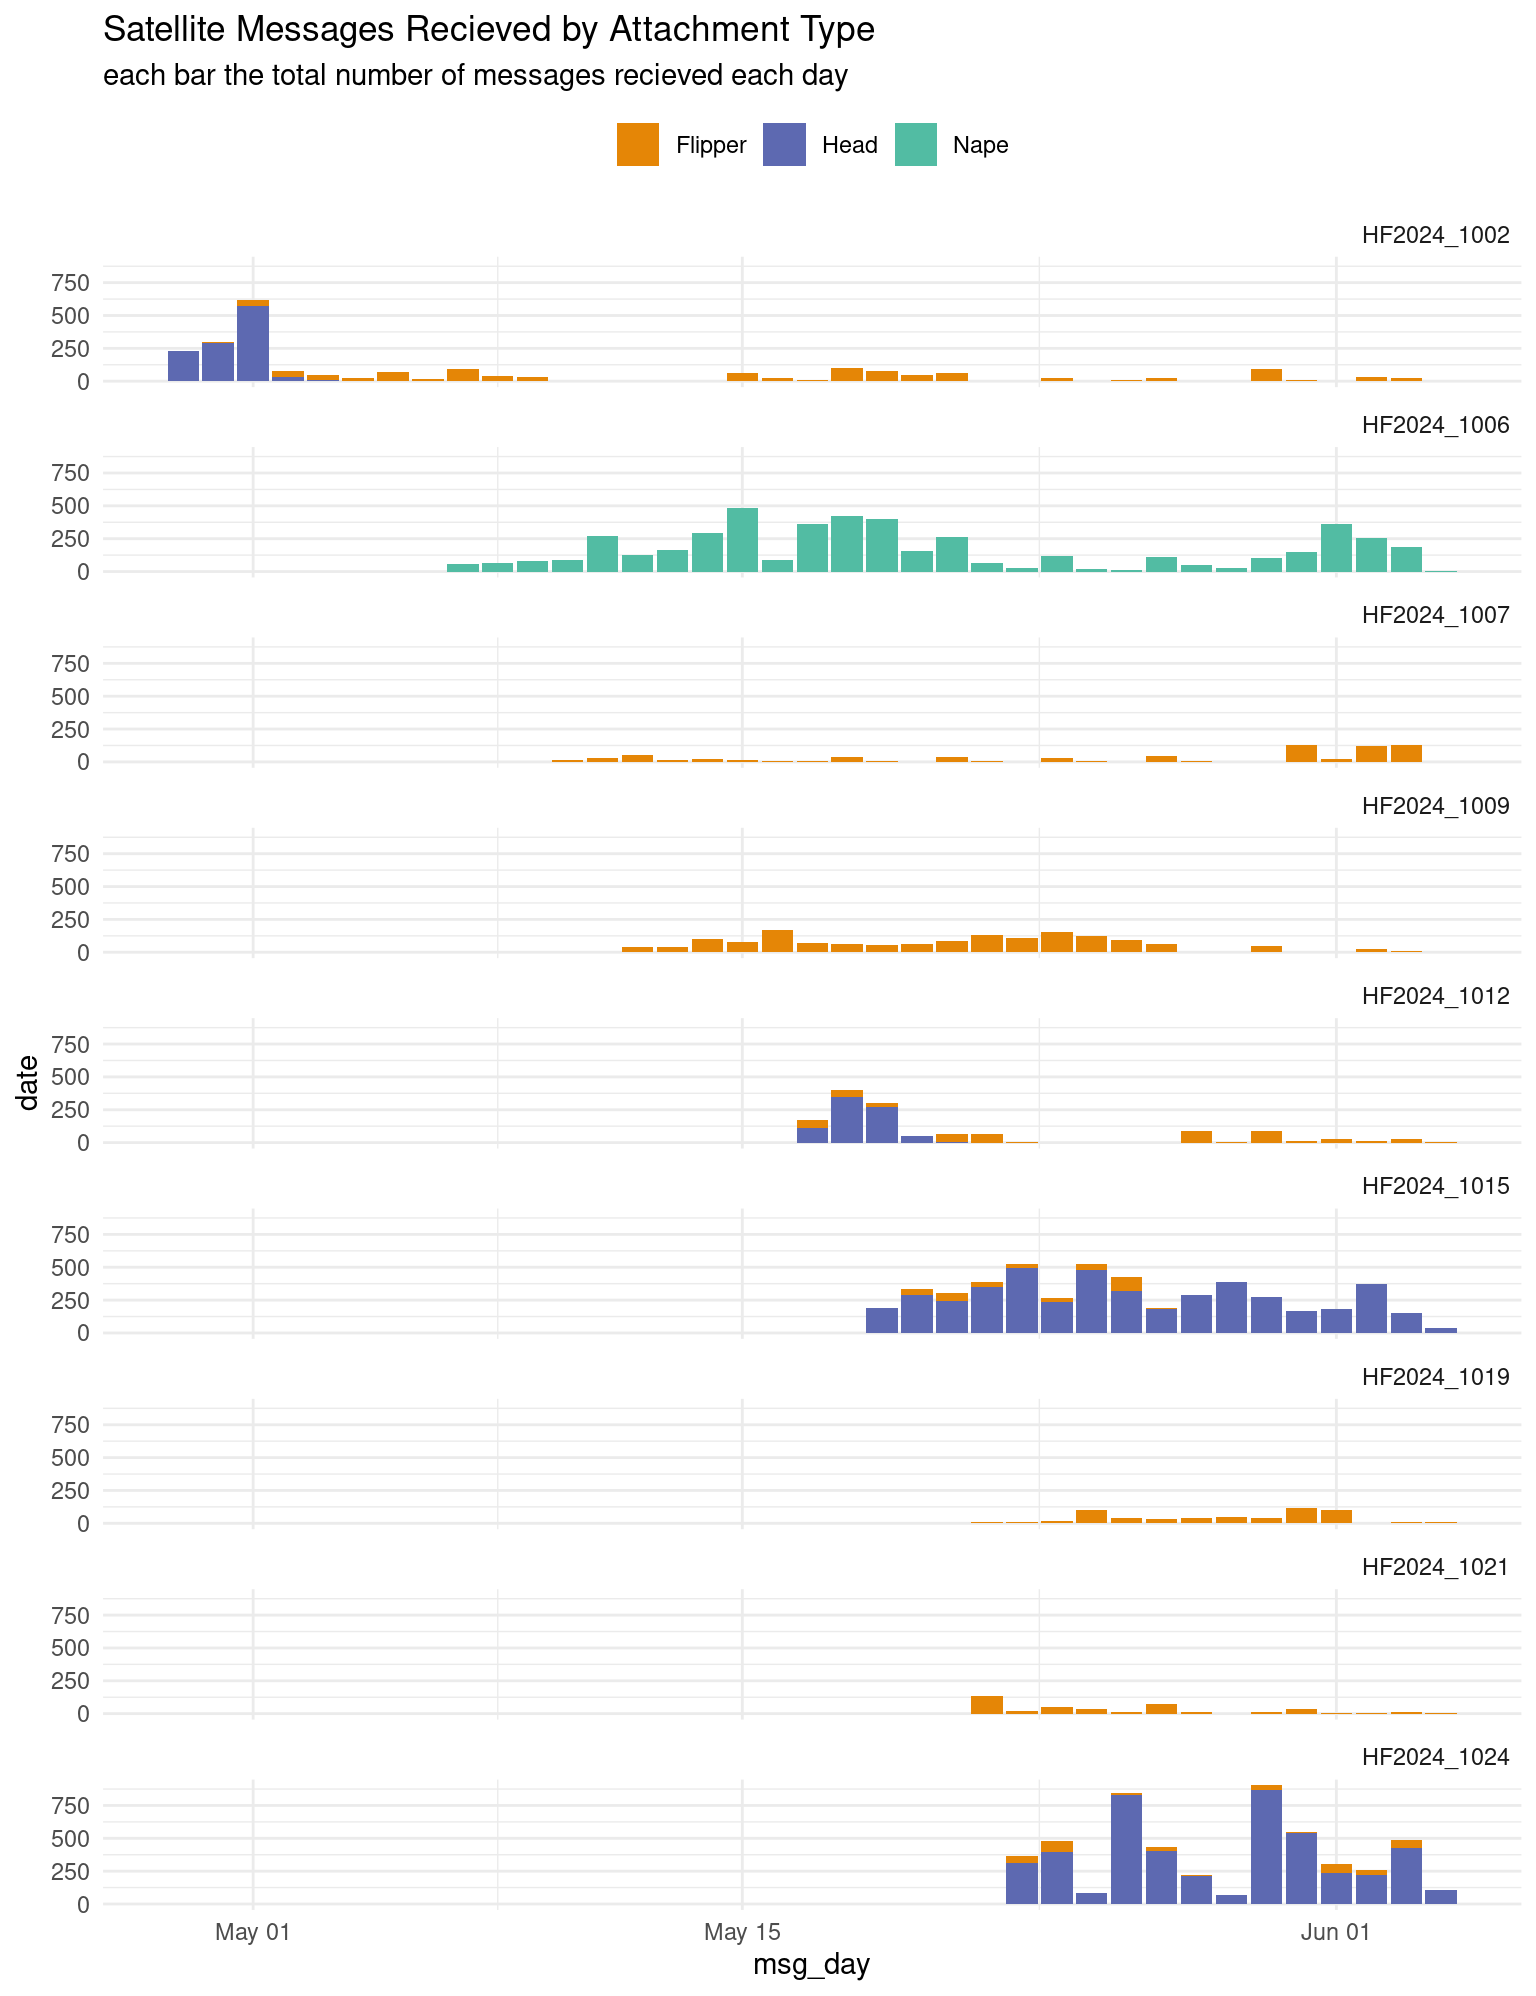 Satellite Messages Recieved by Attachment Type
each bar the total number of messages recieved each day
Flipper Head Nape
HF2024_1002
750
500
250
0
HF2024_1006
750
500
250
0
HF2024_1007
750
500
250
0
HF2024_1009
750
500
250
0
HF2024_1012
750
500
250
0
date
HF2024_1015
750
500
250
0
HF2024_1019
750
500
250
0
HF2024_1021
750
500
250
0
HF2024_1024
750
500
250
0
May 01 May 15 Jun 01
msg_day